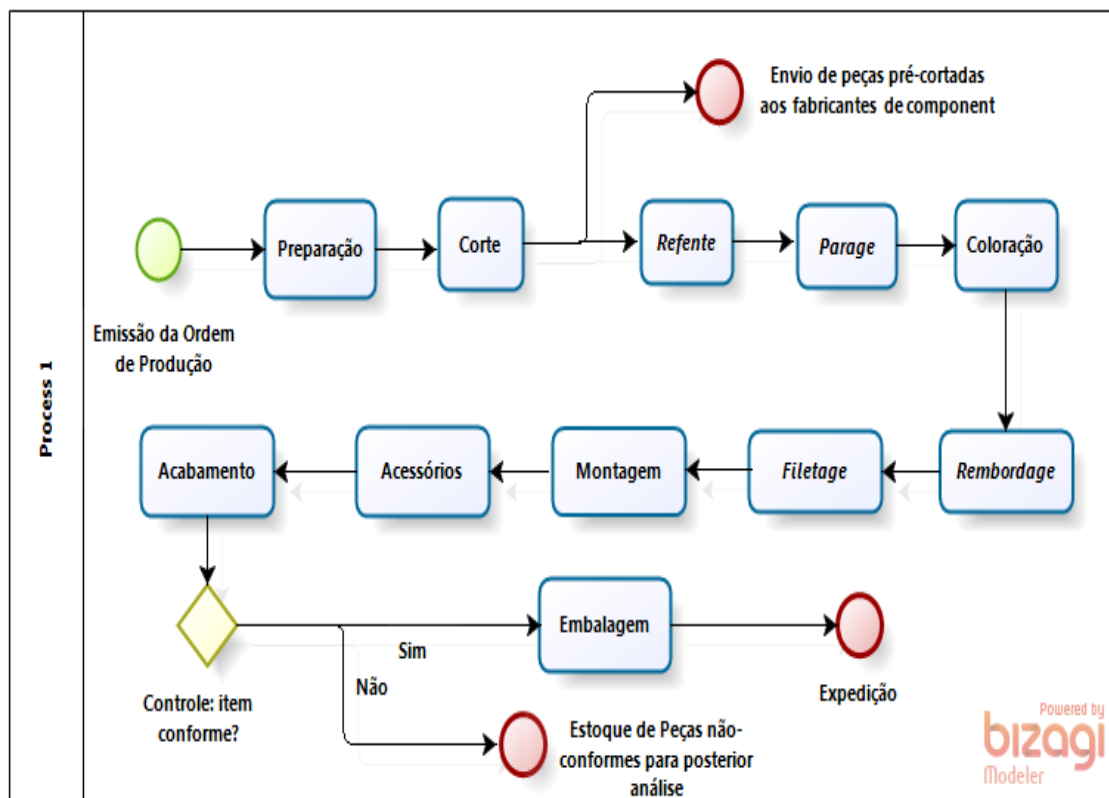 Process 1
Envio de peças pré-cortadas
aos fabricantes de component
Preparação
Corte
Refente
Parage
Coloração
Emissão da Ordem
de Produção
Acabamento
Acessórios
Montagem
Filetage
Rembordage
Embalagem
Sim
Não
Controle: item
conforme?
Expedição
Estoque de Peças não-
conformes para posterior
análise
Powered by
bizagi
Modeler